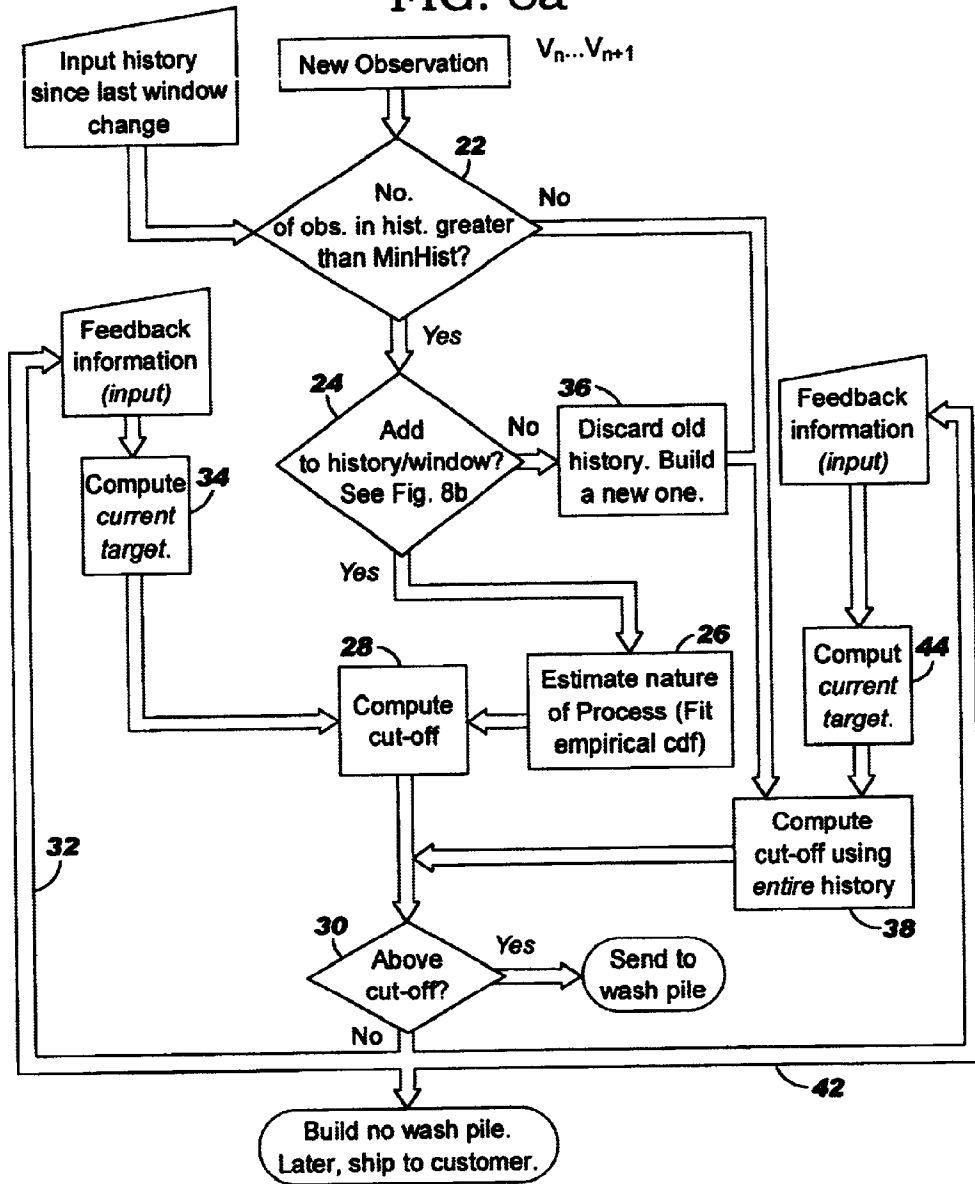 FIG. 8a
Input history
since last window
change
New Observation
Vn...Vn+1
22
No.
of obs. in hist. greater
than MinHist?
No
Yes
Feedback
information
(input)
24
Add
to history/window?
See Fig. 8b
No
36
Discard old
history. Build
a new one.
Feedback
information
(input)
Compute
current
target.
34
Yes
28
Compute
cut-off
26
Estimate nature
of Process (Fit
empirical cdf)
Comput
current
target.
44
32
Compute
cut-off using
entire history
38
30
Above
cut-off?
Yes
Send to
wash pile
No
42
Build no wash pile.
Later, ship to customer.